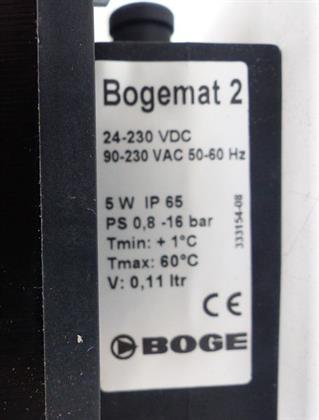 Bogemat 2
24-230 VDC
90-230 VAC 50-60 Hz
5 W IP 65
PS 0,8 -16 bar
Tmin: + 1°C
Tmax: 60°C
V: 0,11 ltr
333154-08
CE
BOGE